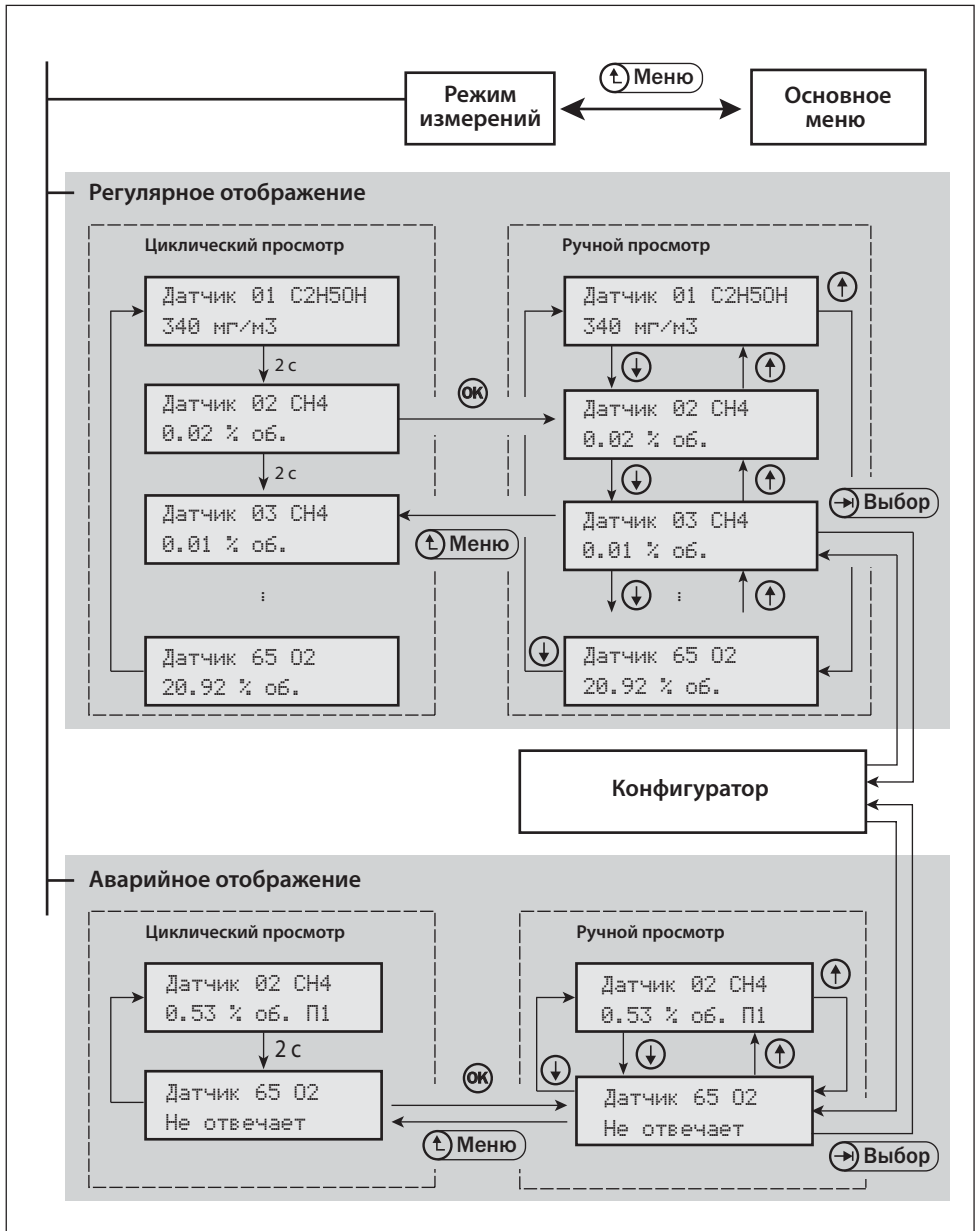 Режим
измерений
Меню
Основное
меню
Регулярное отображение
Циклический просмотр
Датчик 01 C2H5OH
340 мг/м3
2 с
Датчик 02 CH4
0.02 % об.
2 с
Датчик 03 CH4
0.01 % об.
⋮
Датчик 65 O2
20.92 % об.
OK
Меню
Ручной просмотр
Датчик 01 C2H5OH
340 мг/м3
Датчик 02 CH4
0.02 % об.
Датчик 03 CH4
0.01 % об.
⋮
Датчик 65 O2
20.92 % об.
Выбор
Конфигуратор
Аварийное отображение
Циклический просмотр
Датчик 02 CH4
0.53 % об. П1
2 с
Датчик 65 O2
Не отвечает
OK
Меню
Ручной просмотр
Датчик 02 CH4
0.53 % об. П1
Датчик 65 O2
Не отвечает
Выбор